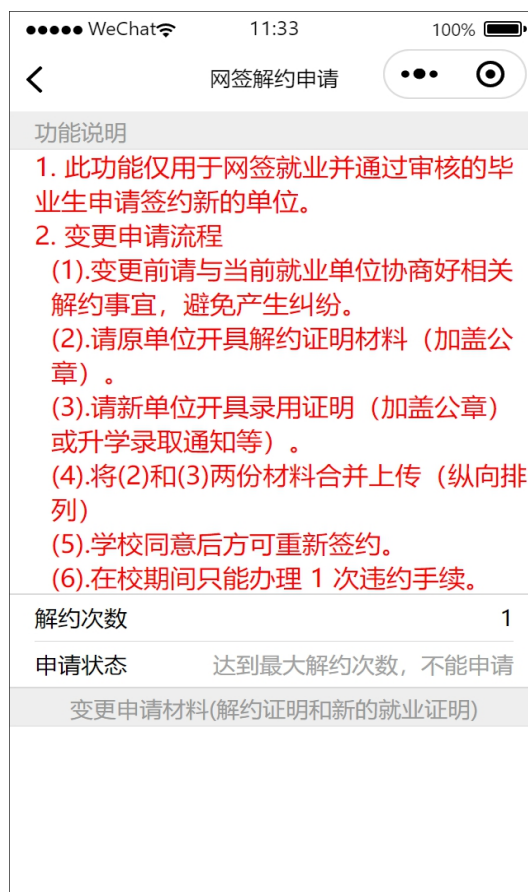 WeChat 11:33 100%
网签解约申请
功能说明
1. 此功能仅用于网签就业并通过审核的毕
业生申请签约新的单位。
2. 变更申请流程
(1).变更前请与当前就业单位协商好相关
解约事宜，避免产生纠纷。
(2).请原单位开具解约证明材料（加盖公
章）。
(3).请新单位开具录用证明（加盖公章）
或升学录取通知等）。
(4).将(2)和(3)两份材料合并上传（纵向排
列）
(5).学校同意后方可重新签约。
(6).在校期间只能办理 1 次违约手续。
解约次数 1
申请状态 达到最大解约次数，不能申请
变更申请材料(解约证明和新的就业证明)